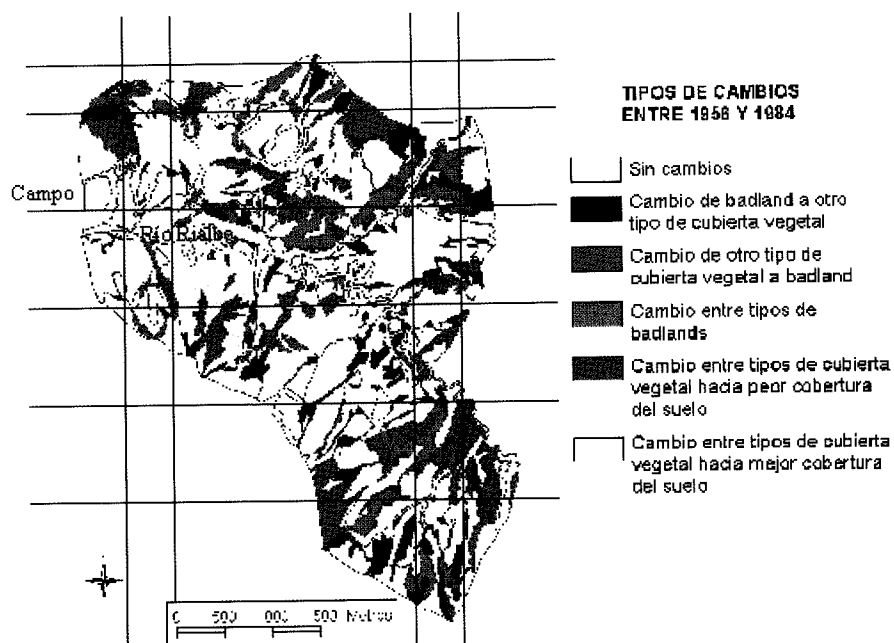 TIPOS DE CAMBIOS
ENTRE 1956 Y 1984
Sin cambios
Cambio de badland a otro
tipo de cubierta vegetal
Cambio de otro tipo de
cubierta vegetal a badland
Cambio entre tipos de
badlands
Cambio entre tipos de cubierta
vegetal hacia peor cobertura
del suelo
Cambio entre tipos de cubierta
vegetal hacia mejor cobertura
del suelo
Campo
Río Rialbo
0 500 000 500 Metros